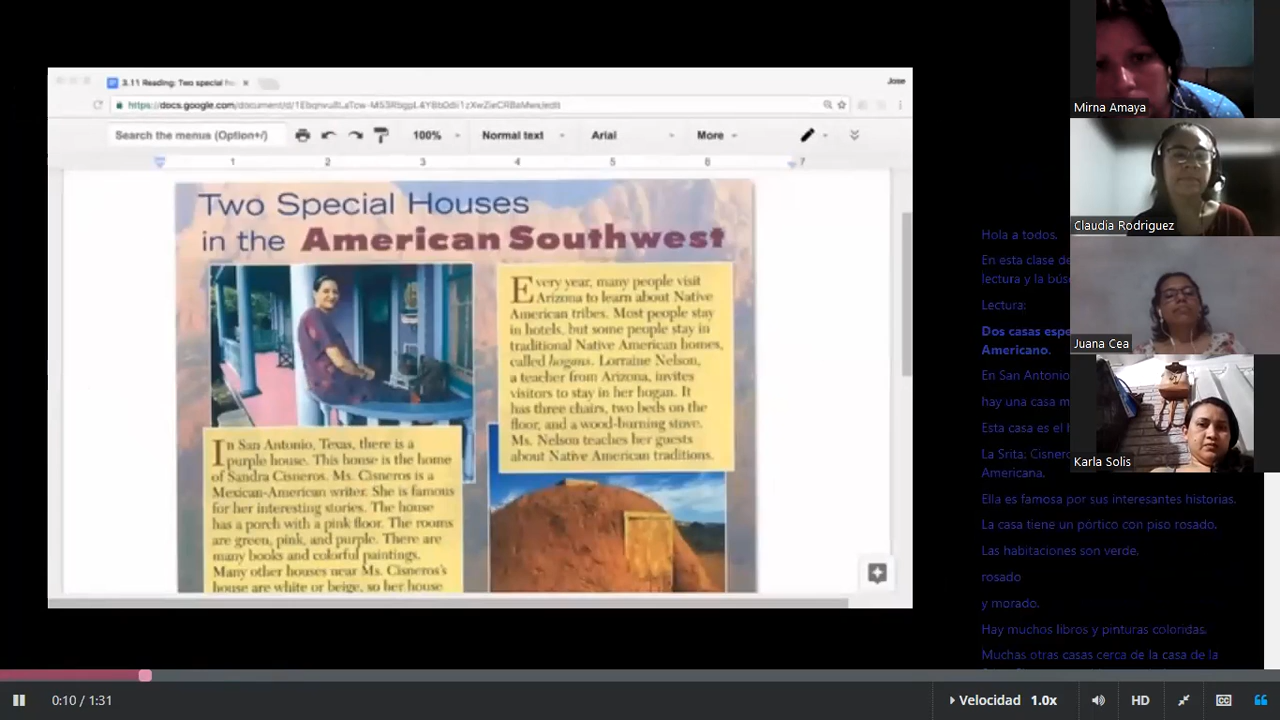 3.11 Reading: Two special ho
Jose
https://docs.google.com/document/d/
Search the menus (Option+/)
100%
Normal text
Arial
More
1 2 3 4 5 6 7
Two Special Houses
in the American Southwest
In San Antonio, Texas, there is a
purple house. This house is the home
of Sandra Cisneros. Ms. Cisneros is a
Mexican-American writer. She is famous
for her interesting stories. The house
has a porch with a pink floor. The rooms
are green, pink, and purple. There are
many books and colorful paintings.
Many other houses near Ms. Cisneros's
house are white or beige, so her house
Every year, many people visit
Arizona to learn about Native
American tribes. Most people stay
in hotels, but some people stay in
traditional Native American homes,
called hogans. Lorraine Nelson,
a teacher from Arizona, invites
visitors to stay in her hogan. It
has three chairs, two beds on the
floor, and a wood-burning stove.
Ms. Nelson teaches her guests
about Native American traditions.
Hola a todos.
En esta clase de
lectura y la bús
Lectura:
Dos casas espe
Americano.
En San Antonio
hay una casa m
Esta casa es el h
La Srita: Cisnero
Americana.
Ella es famosa por sus interesantes historias.
La casa tiene un pórtico con piso rosado.
Las habitaciones son verde,
rosado
y morado.
Hay muchos libros y pinturas coloridas.
Muchas otras casas cerca de la casa de la
Mirna Amaya
Claudia Rodriguez
Juana Cea
Karla Solis
0:10 / 1:31
Velocidad 1.0x
HD
CC